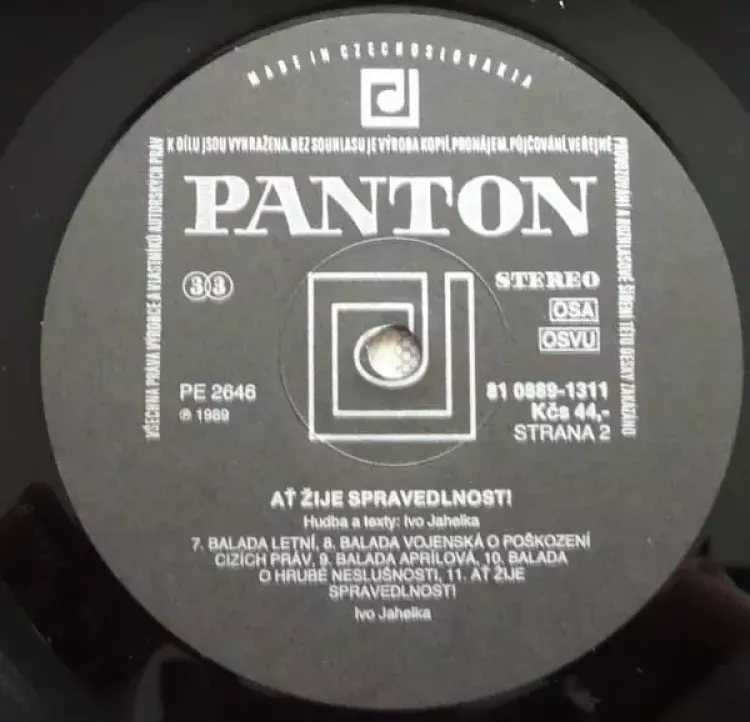 MADE IN CZECHOSLOVAKIA
VŠECHNA PRÁVA VÝROBCE A VLASTNÍKŮ AUTORSKÝCH PRÁV
K DÍLU JSOU VYHRAŽENA. BEZ SOUHLASU JE VÝROBA KOPIÍ, PRONÁJEM, PŮJČOVÁNÍ, VEŘEJNÉ
PROVOZOVÁNÍ A ROZHLASOVÉ ŠÍŘENÍ TÉTO DESKY ZAKÁZÁNO
PANTON
33
STEREO
OSA
OSVU
PE 2646
℗ 1989
81 0889-1311
Kčs 44,-
STRANA 2
AŤ ŽIJE SPRAVEDLNOST!
Hudba a texty: Ivo Jahelka
7. BALADA LETNÍ, 8. BALADA VOJENSKÁ O POŠKOZENÍ
CIZÍCH PRÁV, 9. BALADA APRÍLOVÁ, 10. BALADA
O HRUBÉ NESLUŠNOSTI, 11. AŤ ŽIJE
SPRAVEDLNOST!
Ivo Jahelka